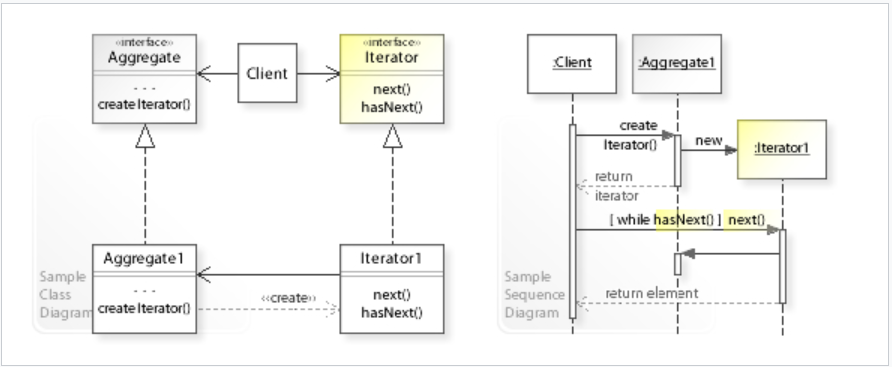 «interface»
Aggregate
- - -
createIterator()
Client
«interface»
Iterator
next()
hasNext()
Aggregate1
- - -
createIterator()
Iterator1
next()
hasNext()
«create»
Sample
Class
Diagram
:Client
:Aggregate1
:Iterator1
create
Iterator()
new
return
iterator
[ while hasNext() ] next()
return element
Sample
Sequence
Diagram